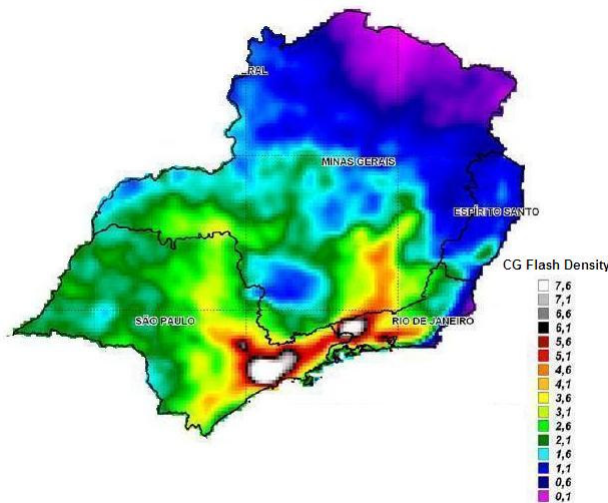 ERAL
MINAS GERAIS
ESPÍRITO SANTO
CG Flash Density
SÃO PAULO
RIO DE JANEIRO
7,6
7,1
6,6
6,1
5,6
5,1
4,6
4,1
3,6
3,1
2,6
2,1
1,6
1,1
0,6
0,1